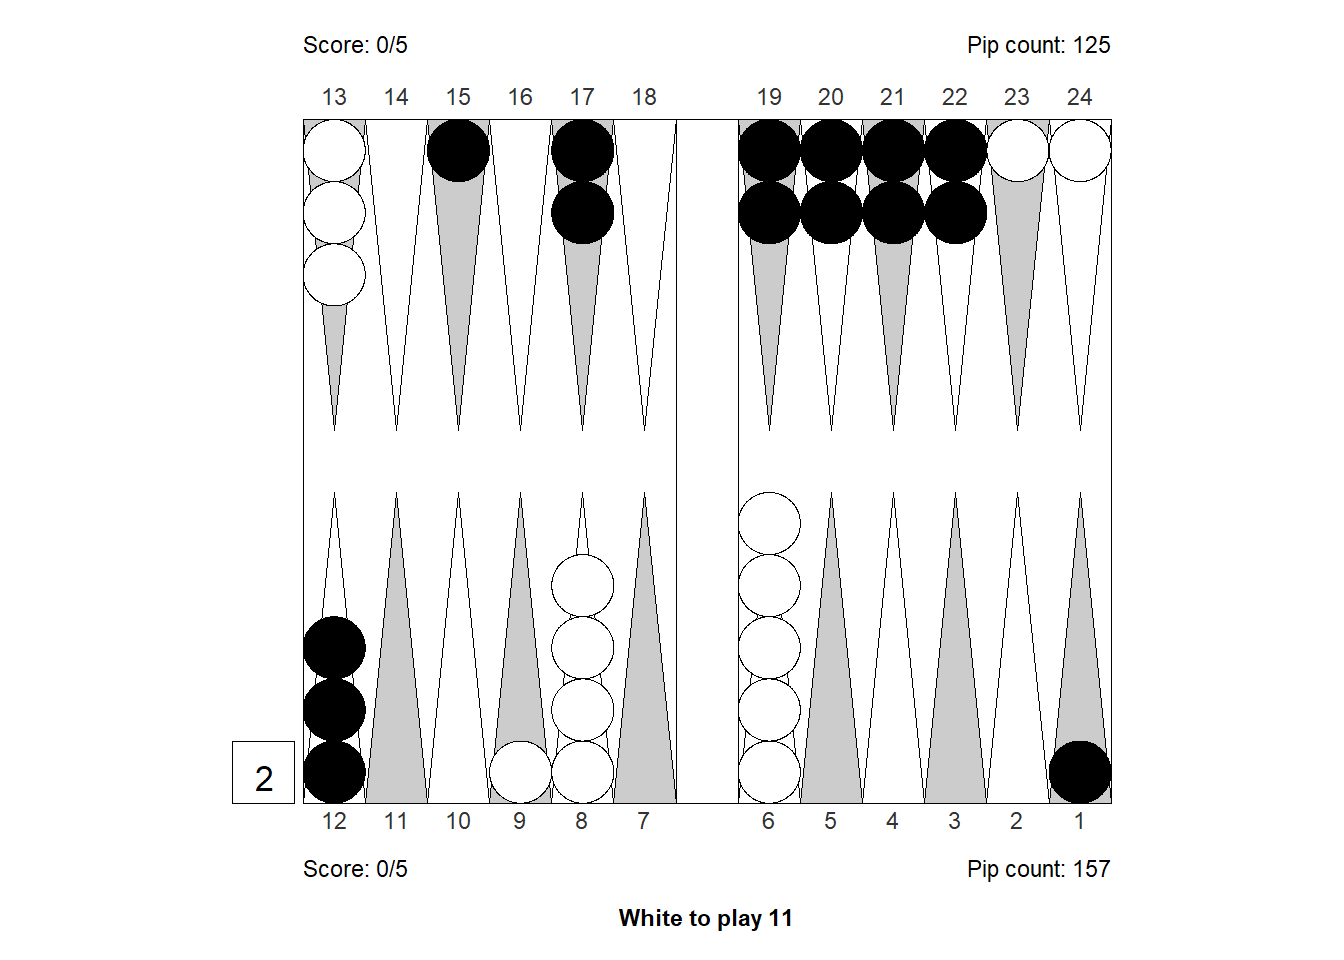 Score: 0/5 Pip count: 125
13 14 15 16 17 18 19 20 21 22 23 24
2
12 11 10 9 8 7 6 5 4 3 2 1
Score: 0/5 Pip count: 157
White to play 11